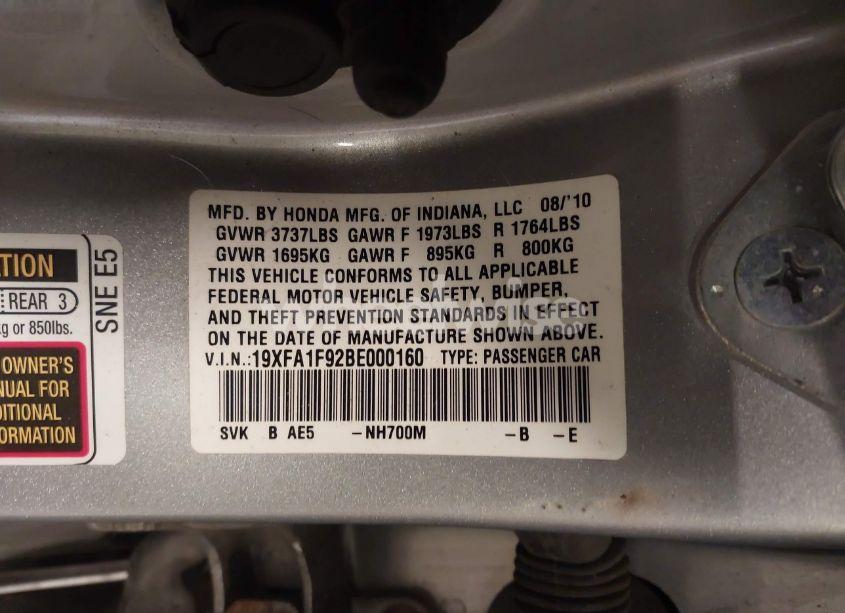 MFD. BY HONDA MFG. OF INDIANA, LLC 08/'10
GVWR 3737LBS GAWR F 1973LBS R 1764LBS
GVWR 1695KG GAWR F 895KG R 800KG
THIS VEHICLE CONFORMS TO ALL APPLICABLE
FEDERAL MOTOR VEHICLE SAFETY, BUMPER,
AND THEFT PREVENTION STANDARDS IN EFFECT
ON THE DATE OF MANUFACTURE SHOWN ABOVE.
V.I.N.:19XFA1F92BE000160 TYPE: PASSENGER CAR
SVK B AE5 -NH700M -B -E
TION
REAR 3
kg or 850lbs.
OWNER'S
NUAL FOR
DITIONAL
FORMATION
SNE E5